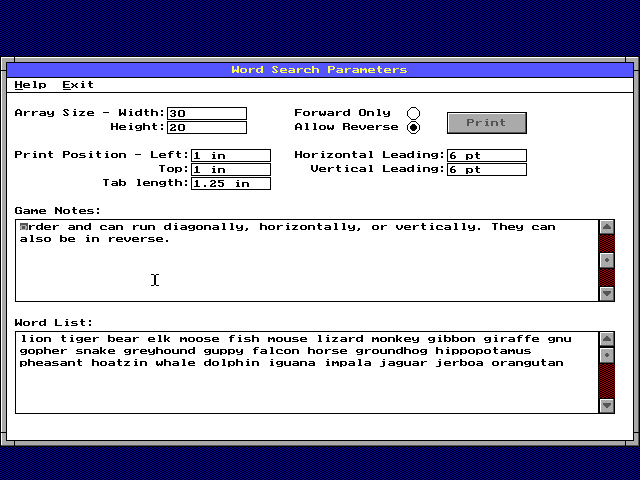 Word Search Parameters
Help Exit
Array Size - Width: 30
Height: 20
Forward Only
Allow Reverse
Print
Print Position - Left: 1 in
Top: 1 in
Tab length: 1.25 in
Horizontal Leading: 6 pt
Vertical Leading: 6 pt
Game Notes:
order and can run diagonally, horizontally, or vertically. They can
also be in reverse.
Word List:
lion tiger bear elk moose fish mouse lizard monkey gibbon giraffe gnu
gopher snake greyhound guppy falcon horse groundhog hippopotamus
pheasant hoatzin whale dolphin iguana impala jaguar jerboa orangutan